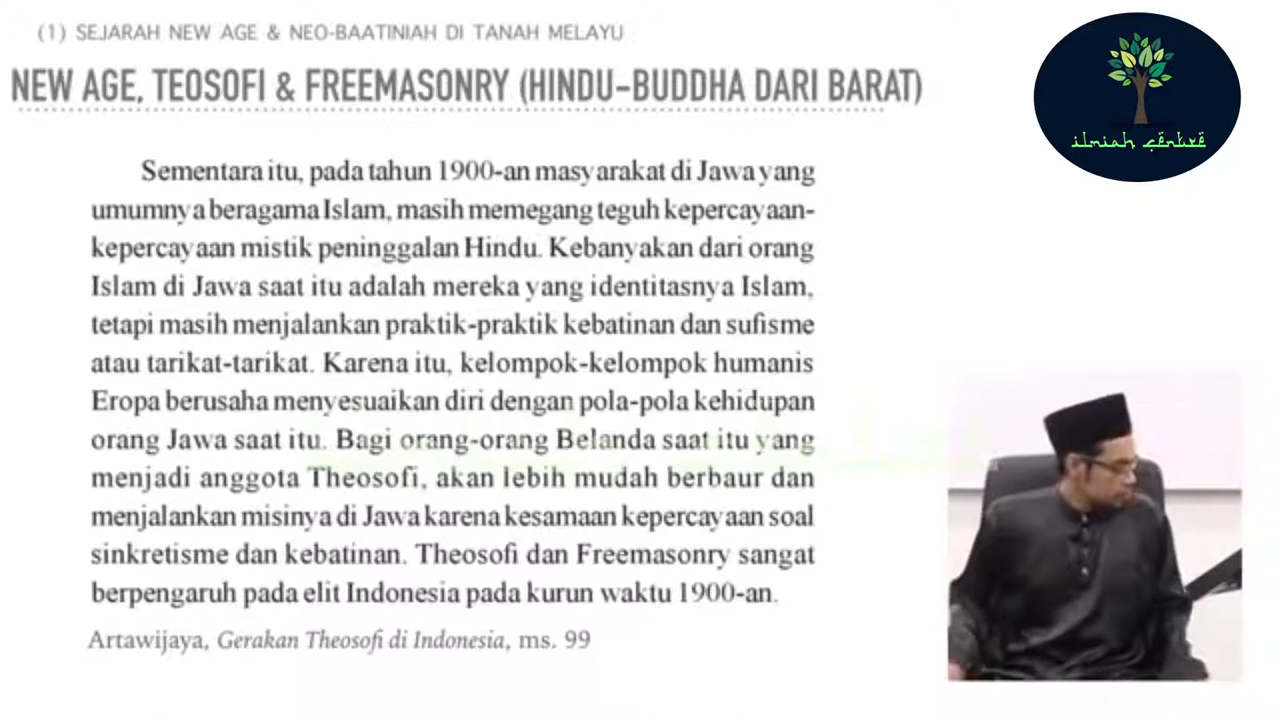 (1) SEJARAH NEW AGE & NEO-BAATINIAH DI TANAH MELAYU
NEW AGE, TEOSOFI & FREEMASONRY (HINDU-BUDDHA DARI BARAT)
ilmiah centre
Sementara itu, pada tahun 1900-an masyarakat di Jawa yang
umumnya beragama Islam, masih memegang teguh kepercayaan-
kepercayaan mistik peninggalan Hindu. Kebanyakan dari orang
Islam di Jawa saat itu adalah mereka yang identitasnya Islam,
tetapi masih menjalankan praktik-praktik kebatinan dan sufisme
atau tarikat-tarikat. Karena itu, kelompok-kelompok humanis
Eropa berusaha menyesuaikan diri dengan pola-pola kehidupan
orang Jawa saat itu. Bagi orang-orang Belanda saat itu yang
menjadi anggota Theosofi, akan lebih mudah berbaur dan
menjalankan misinya di Jawa karena kesamaan kepercayaan soal
sinkretisme dan kebatinan. Theosofi dan Freemasonry sangat
berpengaruh pada elit Indonesia pada kurun waktu 1900-an.
Artawijaya, Gerakan Theosofi di Indonesia, ms. 99